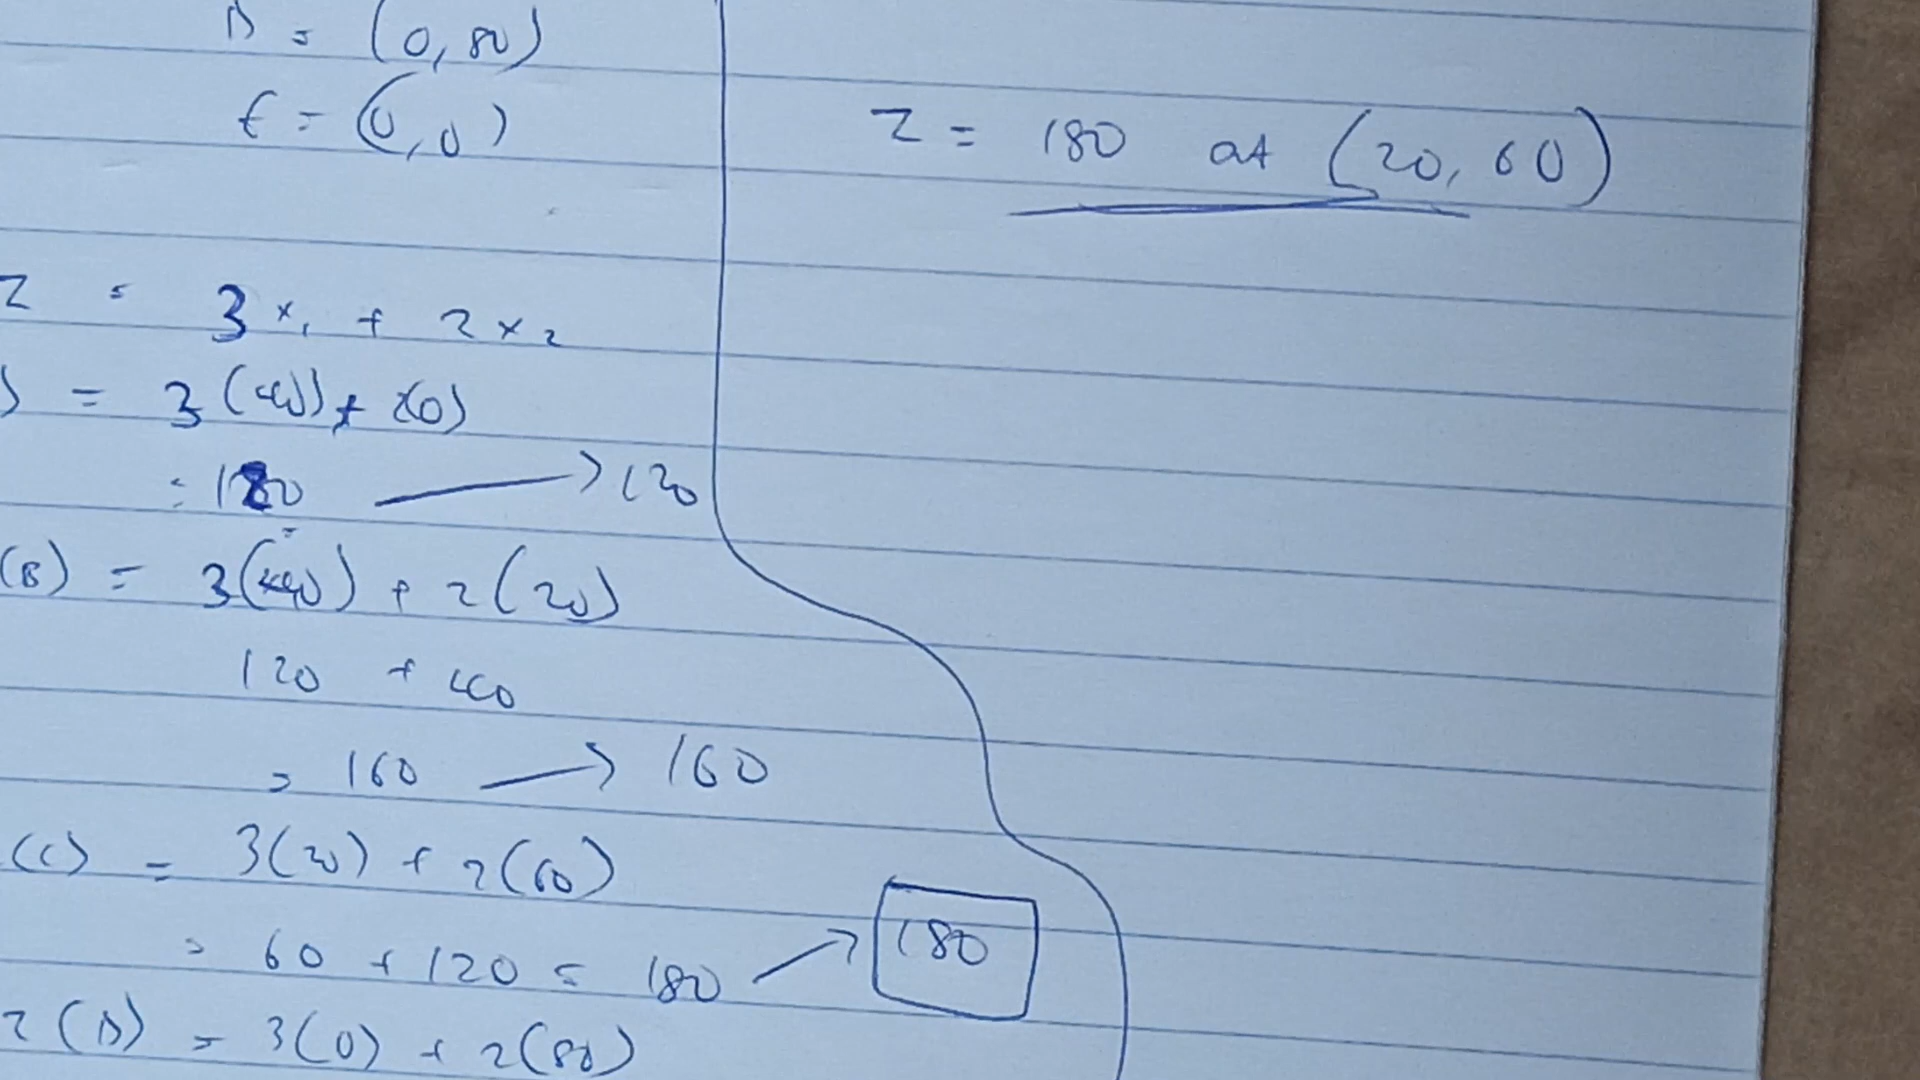 D = (0, 80)
E = (0, 0)
Z = 180 at (20, 60)
Z = 3x₁ + 2x₂
) = 3(40) + 2(0)
= 120 → 120
(B) = 3(40) + 2(20)
120 + 40
= 160 → 160
(C) = 3(20) + 2(60)
= 60 + 120 = 180 → 180
Z(D) = 3(0) + 2(80)